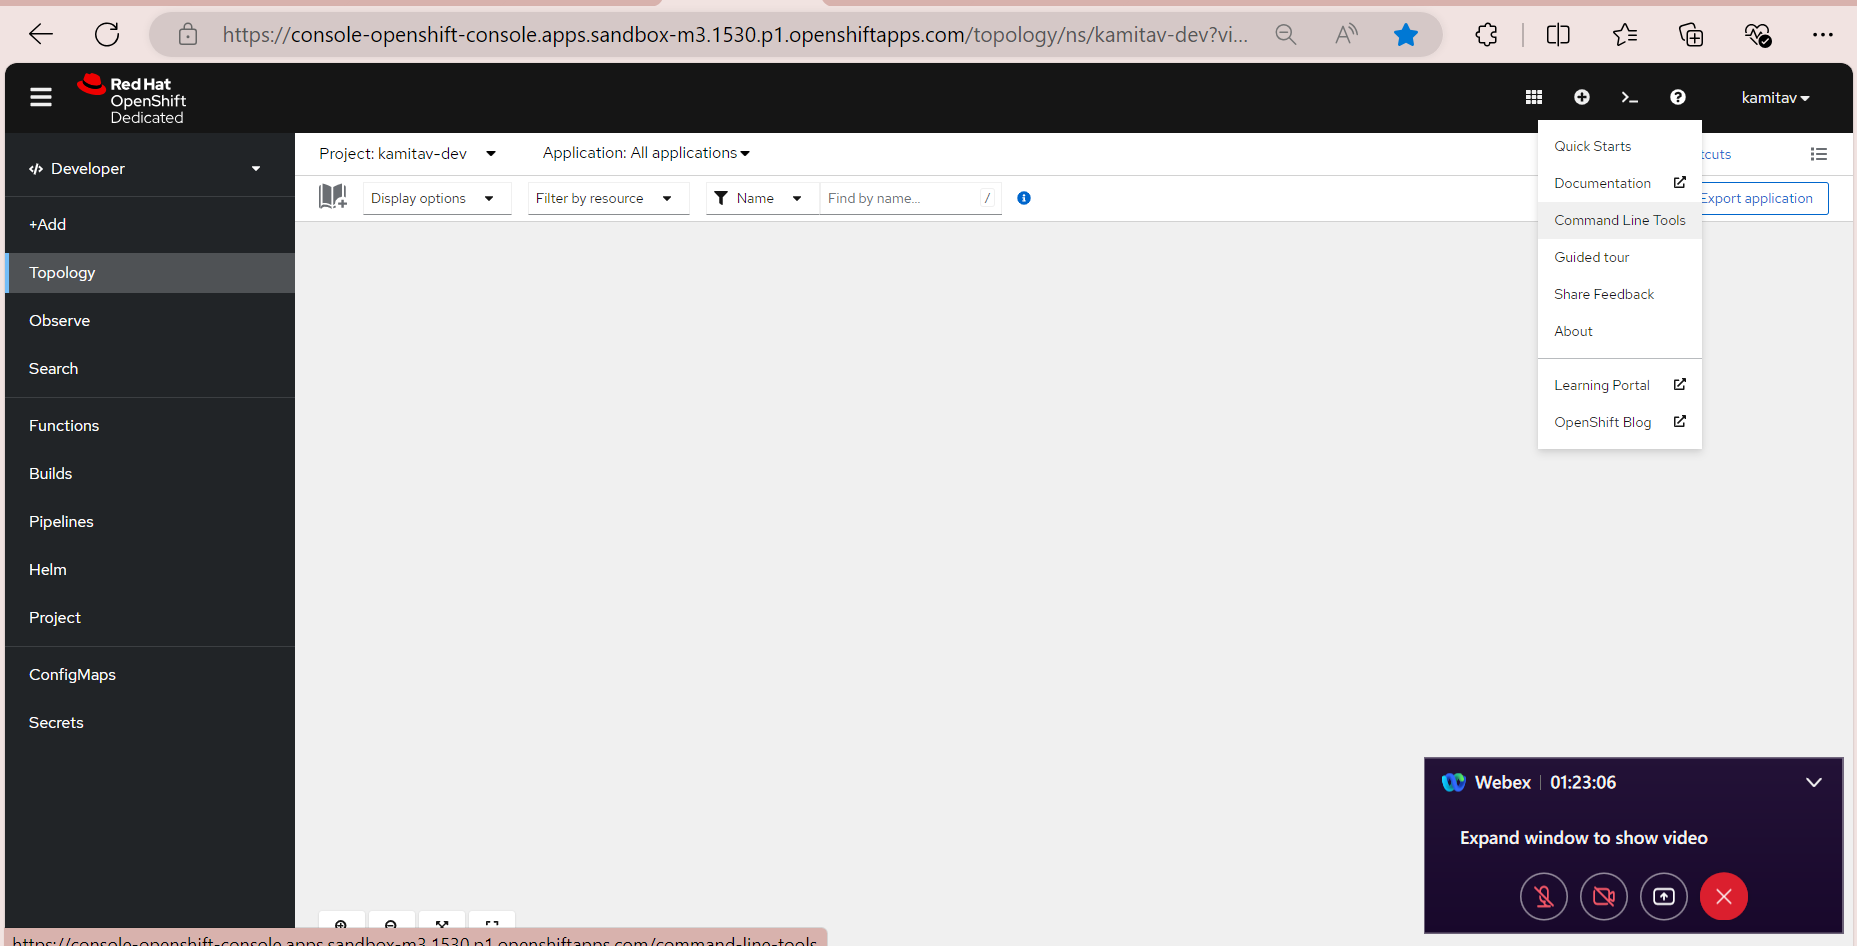 https://console-openshift-console.apps.sandbox-m3.1530.p1.openshiftapps.com/topology/ns/kamitav-dev?vi...
Red Hat
OpenShift
Dedicated
kamitav
Developer
+Add
Topology
Observe
Search
Functions
Builds
Pipelines
Helm
Project
ConfigMaps
Secrets
Project: kamitav-dev
Application: All applications
Display options
Filter by resource
Name
Find by name...
/
tcuts
Export application
Quick Starts
Documentation
Command Line Tools
Guided tour
Share Feedback
About
Learning Portal
OpenShift Blog
Webex
01:23:06
Expand window to show video
https://console-openshift-console.apps.sandbox-m3.1530.p1.openshiftapps.com/command-line-tools